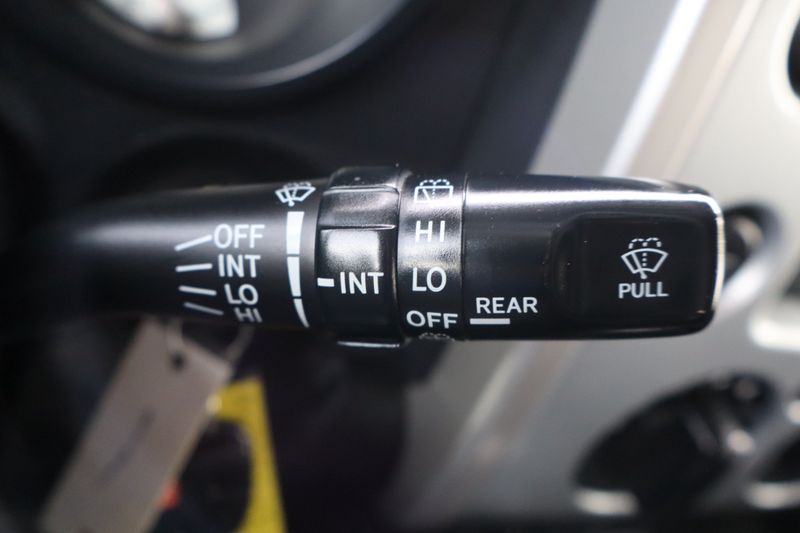 OFF
INT
LO
HI
INT
HI
LO
OFF
REAR
PULL